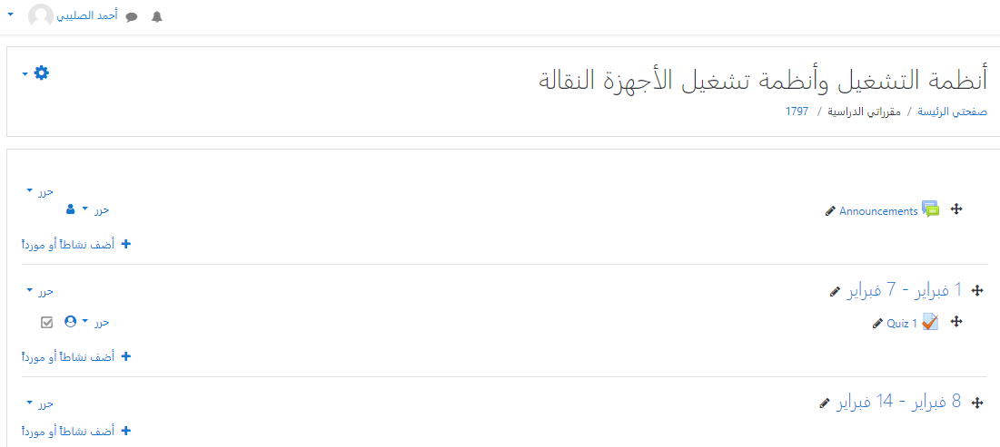 أحمد الصليبي
أنظمة التشغيل وأنظمة تشغيل الأجهزة النقالة
صفحتي الرئيسة / مقرراتي الدراسية / 1797
حرر
Announcements
حرر
أضف نشاطاً أو مورداً
1 فبراير - 7 فبراير
حرر
Quiz 1
حرر
أضف نشاطاً أو مورداً
8 فبراير - 14 فبراير
حرر
أضف نشاطاً أو مورداً